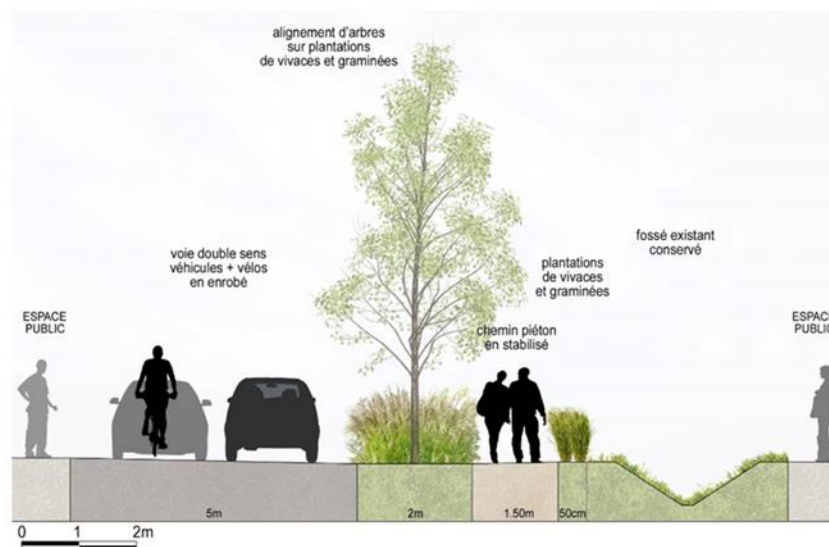 alignement d'arbres
sur plantations
de vivaces et graminées
voie double sens
véhicules + vélos
en enrobé
fossé existant
conservé
plantations
de vivaces
et graminées
chemin piéton
en stabilisé
ESPACE
PUBLIC
ESPACE
PUBLIC
5m
2m
1.50m
50cm
0 1 2m